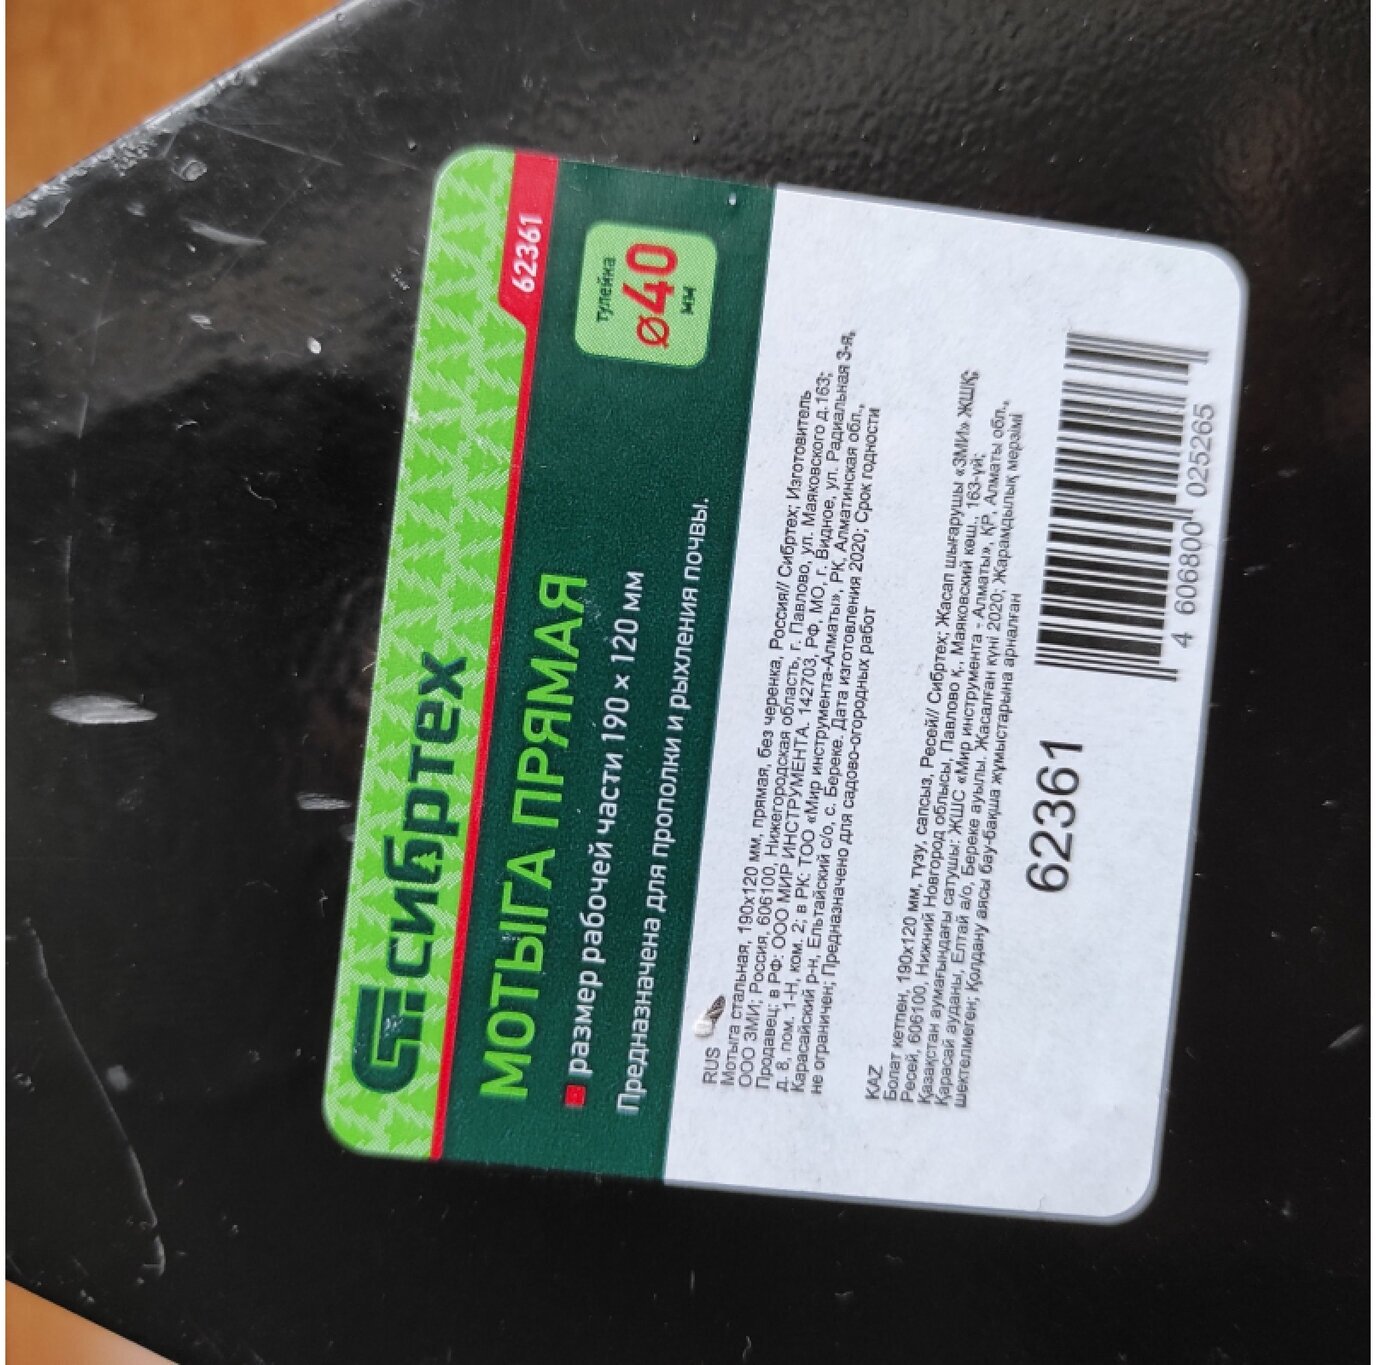 сибртех
62361
МОТЫГА ПРЯМАЯ
размер рабочей части 190 × 120 мм
Предназначена для прополки и рыхления почвы.
тулейка
ø40
мм
RUS
Мотыга стальная, 190х120 мм, прямая, без черенка, Россия// Сибртех; Изготовитель
ООО ЗМИ; Россия, 606100, Нижегородская область, г. Павлово, ул. Маяковского д.163;
Продавец: в РФ: ООО МИР ИНСТРУМЕНТА. 142703, РФ, МО, г. Видное, ул. Радиальная 3-я,
д. 8, пом. 1-Н, ком. 2; в РК: ТОО «Мир инструмента-Алматы», РК, Алматинская обл.,
Карасайский р-н, Ельтайский с/о, с. Береке. Дата изготовления 2020; Срок годности
не ограничен; Предназначено для садово-огородных работ
KAZ
Болат кетпен, 190х120 мм, түзу, сапсыз, Ресей// Сибртех; Жасап шығарушы «ЗМИ» ЖШҚ;
Ресей, 606100, Нижний Новгород облысы, Павлово қ., Маяковский көш., 163-үй;
Қазақстан аумағындағы сатушы: ЖШС «Мир инструмента - Алматы», ҚР, Алматы обл.,
Қарасай ауданы, Елтай а/о, Береке ауылы. Жасалған күні 2020; Жарамдылық мерзімі
шектелмеген; Қолдану аясы бау-бақша жұмыстарына арналған
62361
4 606800 025265